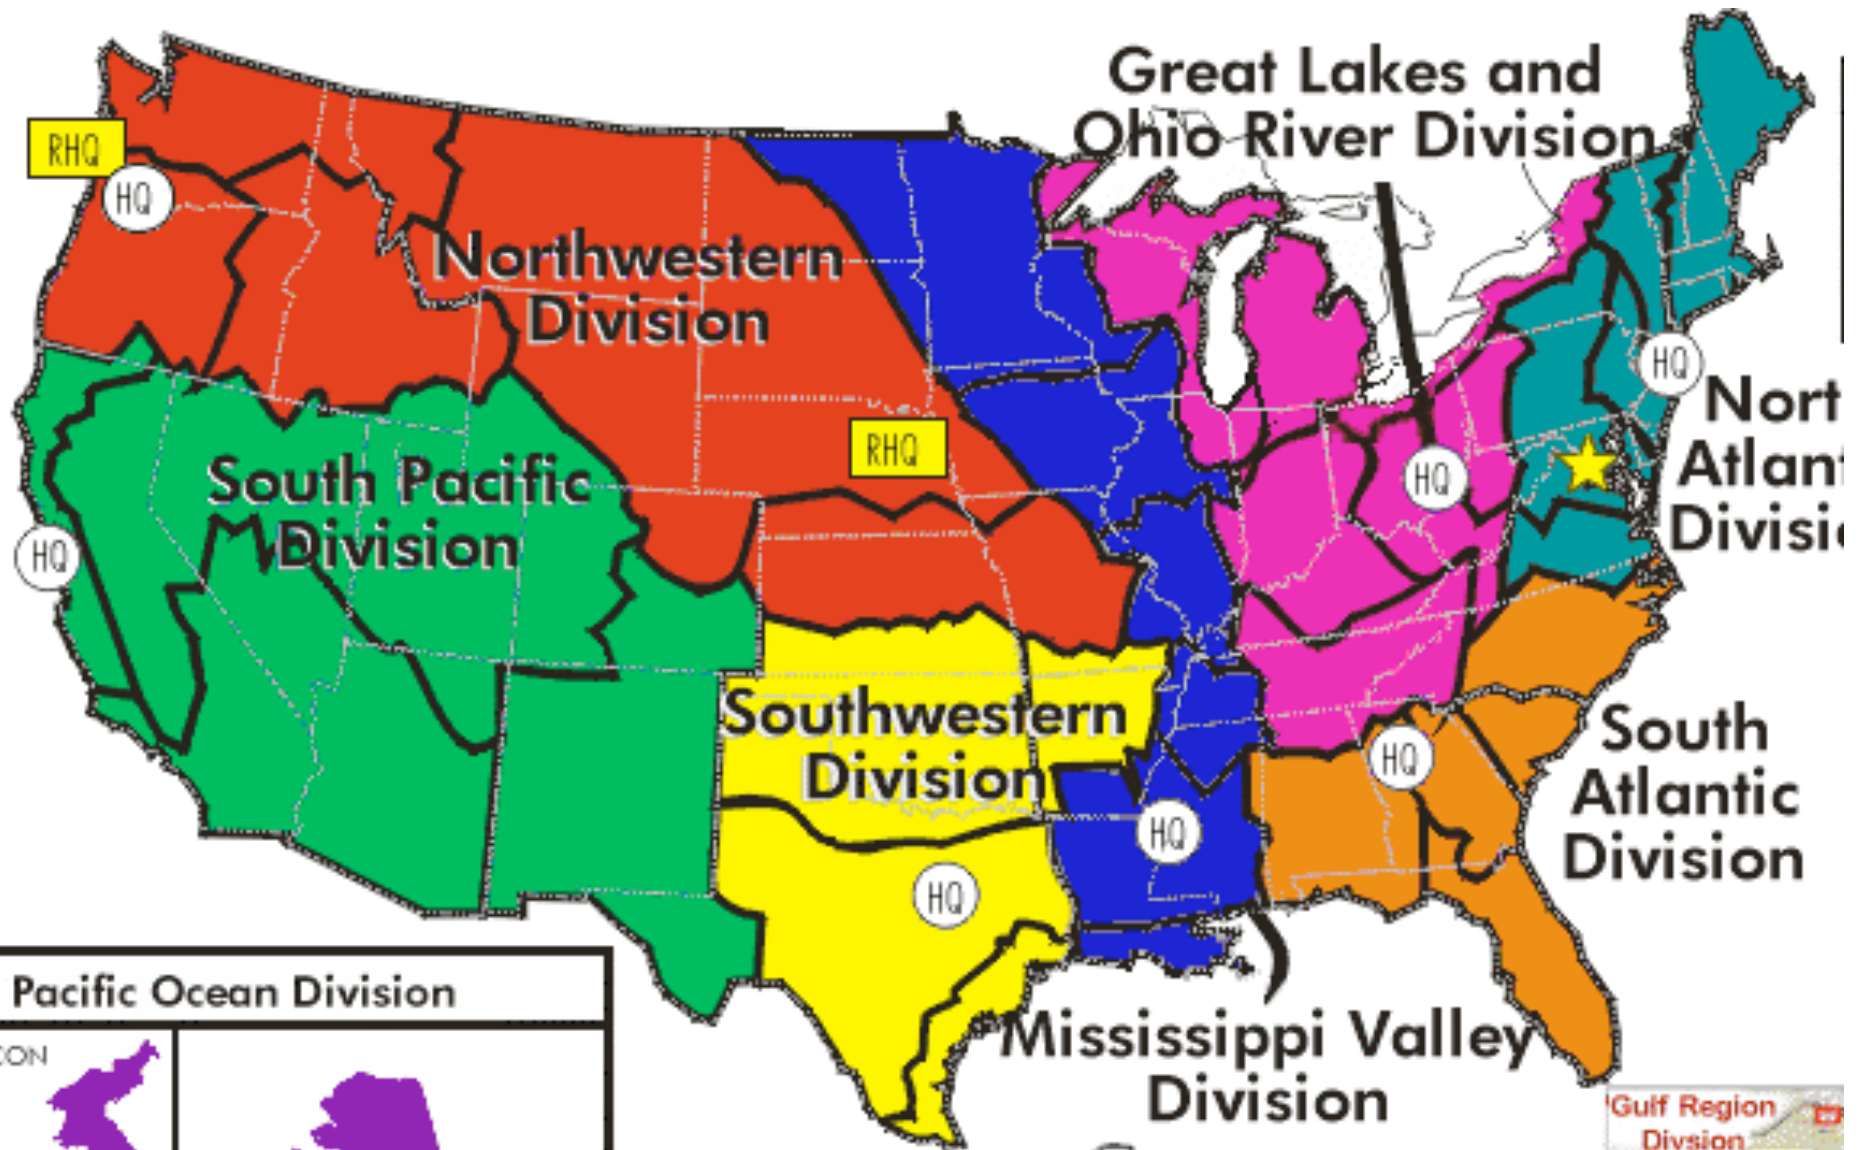 Great Lakes and
Ohio River Division
RHQ
HQ
Northwestern
Division
HQ
Nort
Atlant
Divisi
RHQ
HQ
South Pacific
Division
HQ
Southwestern
Division
HQ
South
Atlantic
Division
HQ
HQ
Pacific Ocean Division
Mississippi Valley
Division
Gulf Region
Divsion